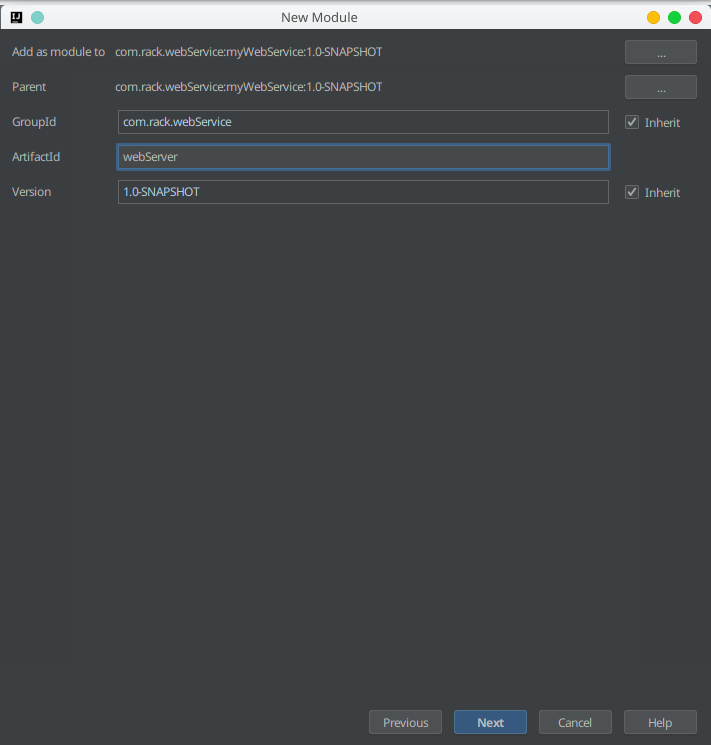 IJ
New Module
Add as module to com.rack.webService:myWebService:1.0-SNAPSHOT ...
Parent com.rack.webService:myWebService:1.0-SNAPSHOT ...
GroupId com.rack.webService Inherit
ArtifactId webServer
Version 1.0-SNAPSHOT Inherit
Previous Next Cancel Help